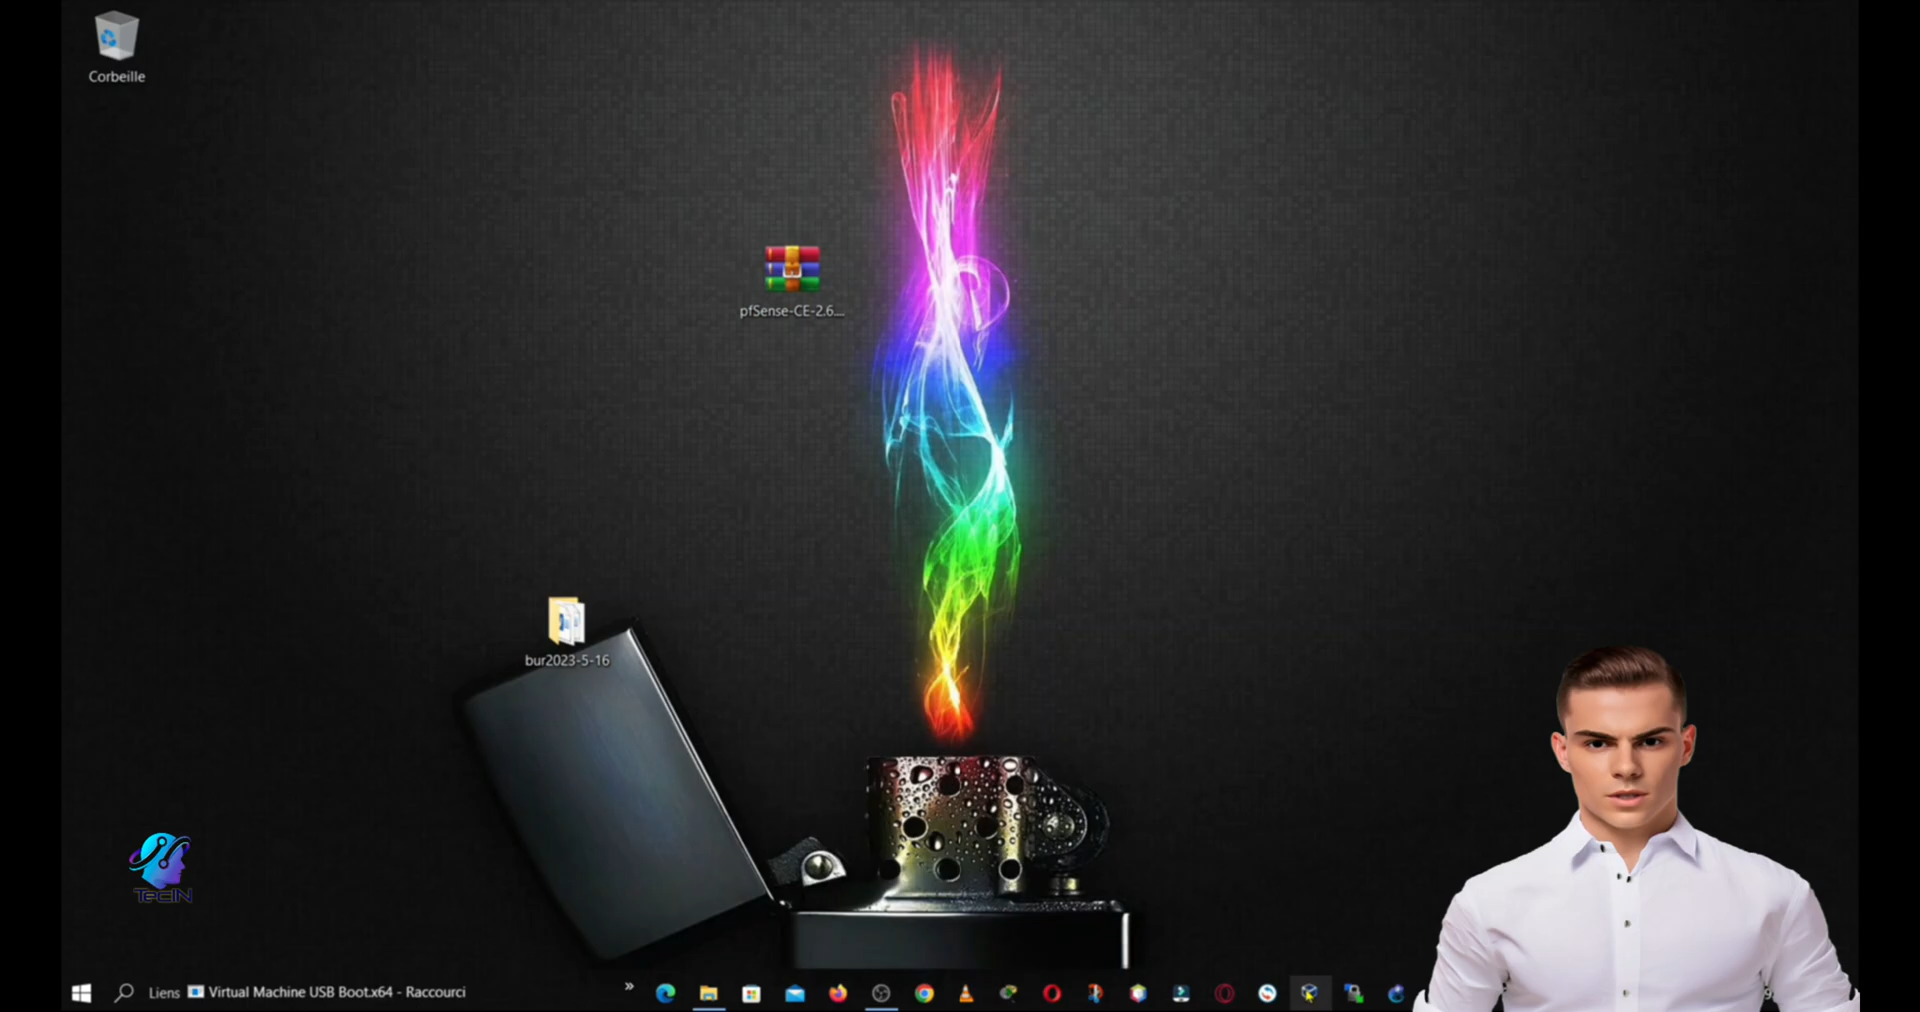 Corbeille
pfSense-CE-2.6....
bur2023-5-16
TecIN
Liens
Virtual Machine USB Boot.x64 - Raccourci
»